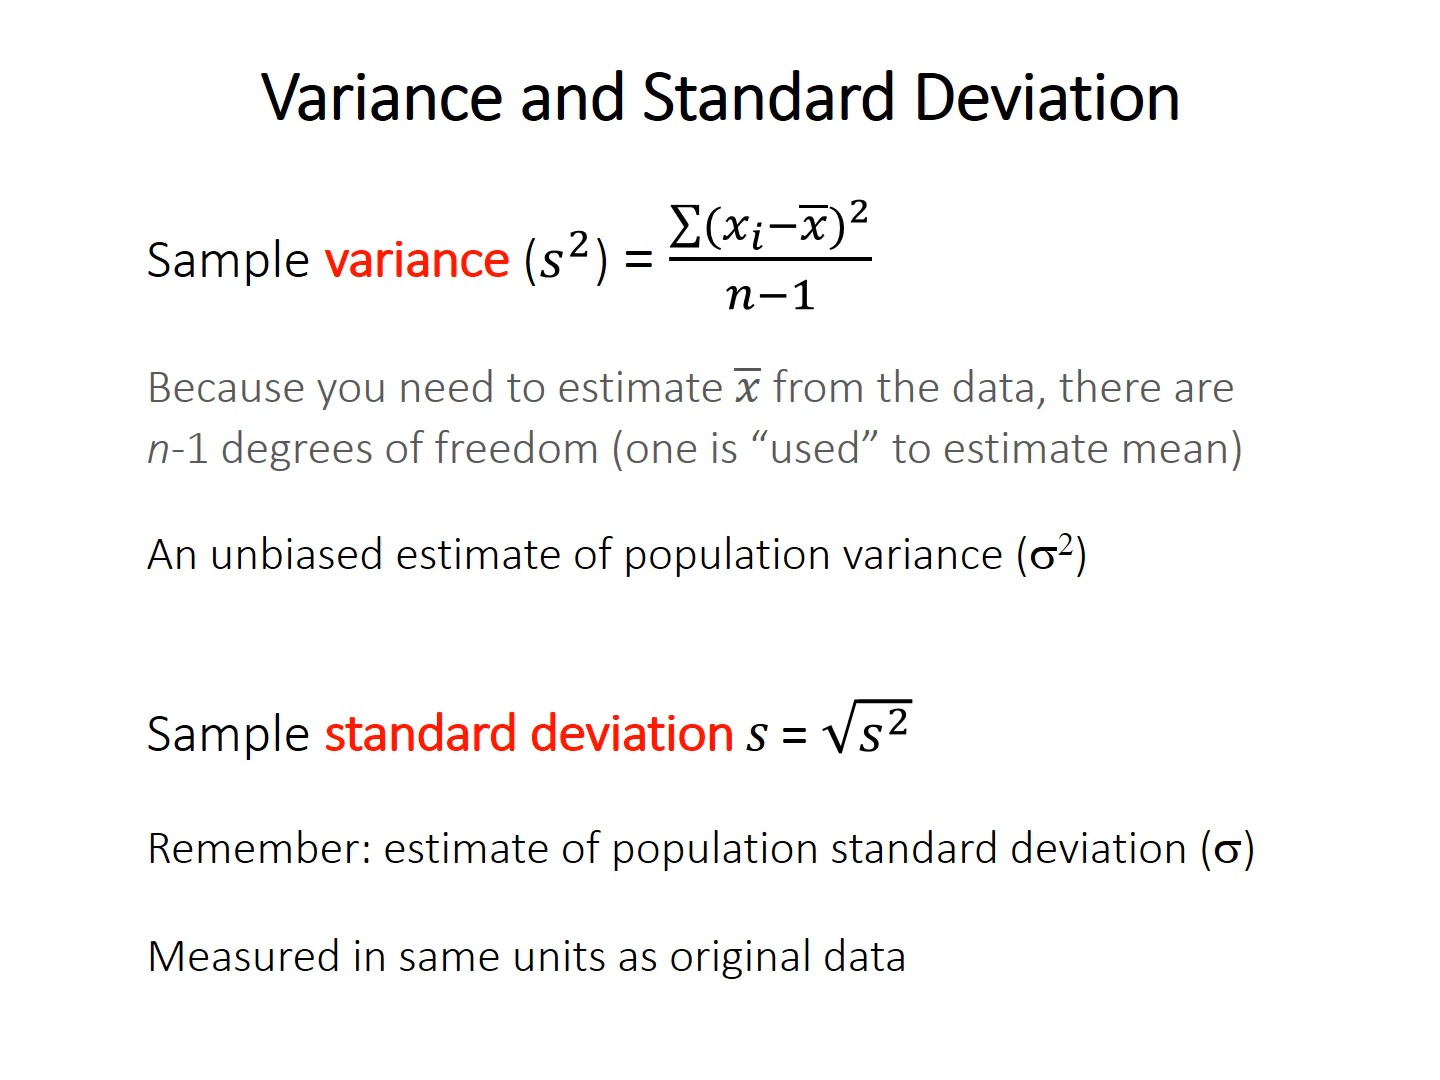 Variance and Standard Deviation
Sample variance (s²) = ∑(xᵢ−x̅)² / n−1
Because you need to estimate x̅ from the data, there are
n-1 degrees of freedom (one is “used” to estimate mean)
An unbiased estimate of population variance (σ²)
Sample standard deviation s = √s²
Remember: estimate of population standard deviation (σ)
Measured in same units as original data